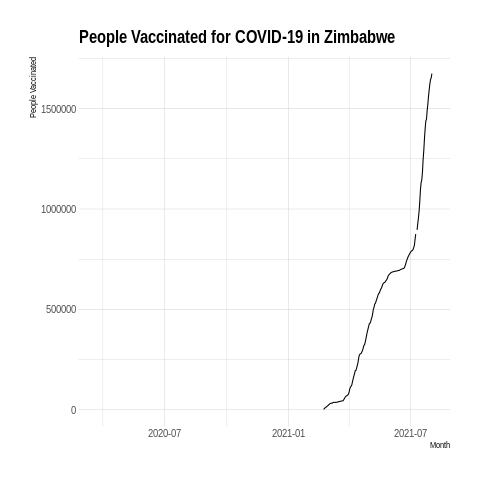 People Vaccinated for COVID-19 in Zimbabwe
People Vaccinated
1500000
1000000
500000
0
2020-07
2021-01
2021-07
Month